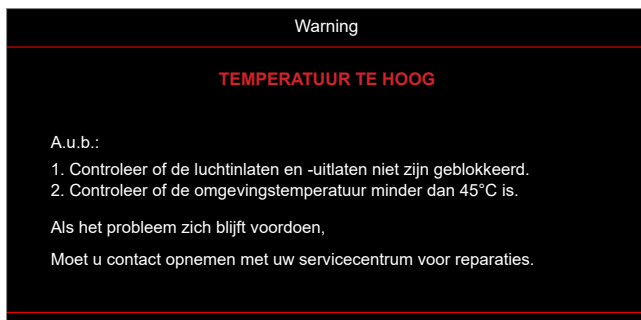 Warning
TEMPERATUUR TE HOOG
A.u.b.:
1. Controleer of de luchtinlaten en -uitlaten niet zijn geblokkeerd.
2. Controleer of de omgevingstemperatuur minder dan 45°C is.
Als het probleem zich blijft voordoen,
Moet u contact opnemen met uw servicecentrum voor reparaties.